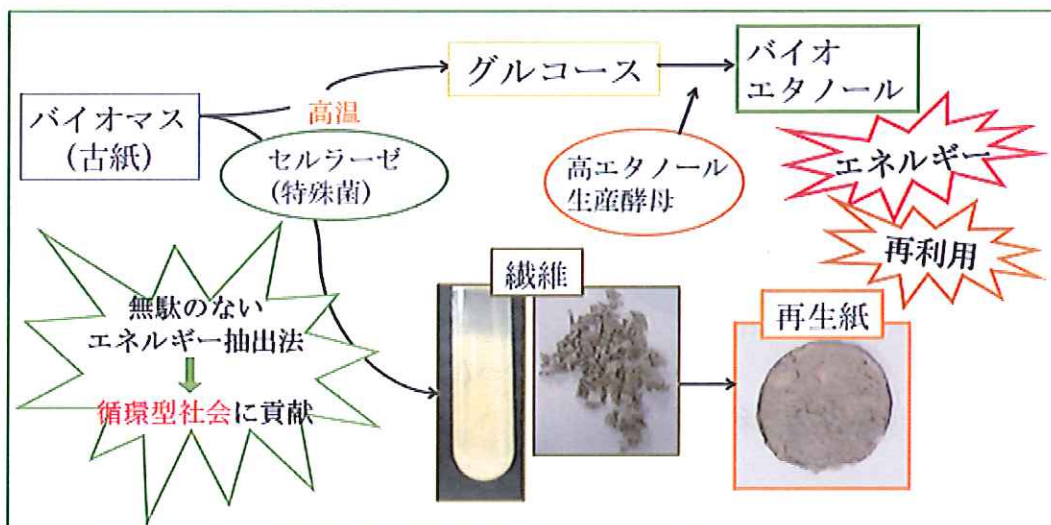 バイオマス
(古紙)
高温
セルラーゼ
(特殊菌)
グルコース
バイオ
エタノール
高エタノール
生産酵母
エネルギー
再利用
無駄のない
エネルギー抽出法
循環型社会に貢献
繊維
再生紙